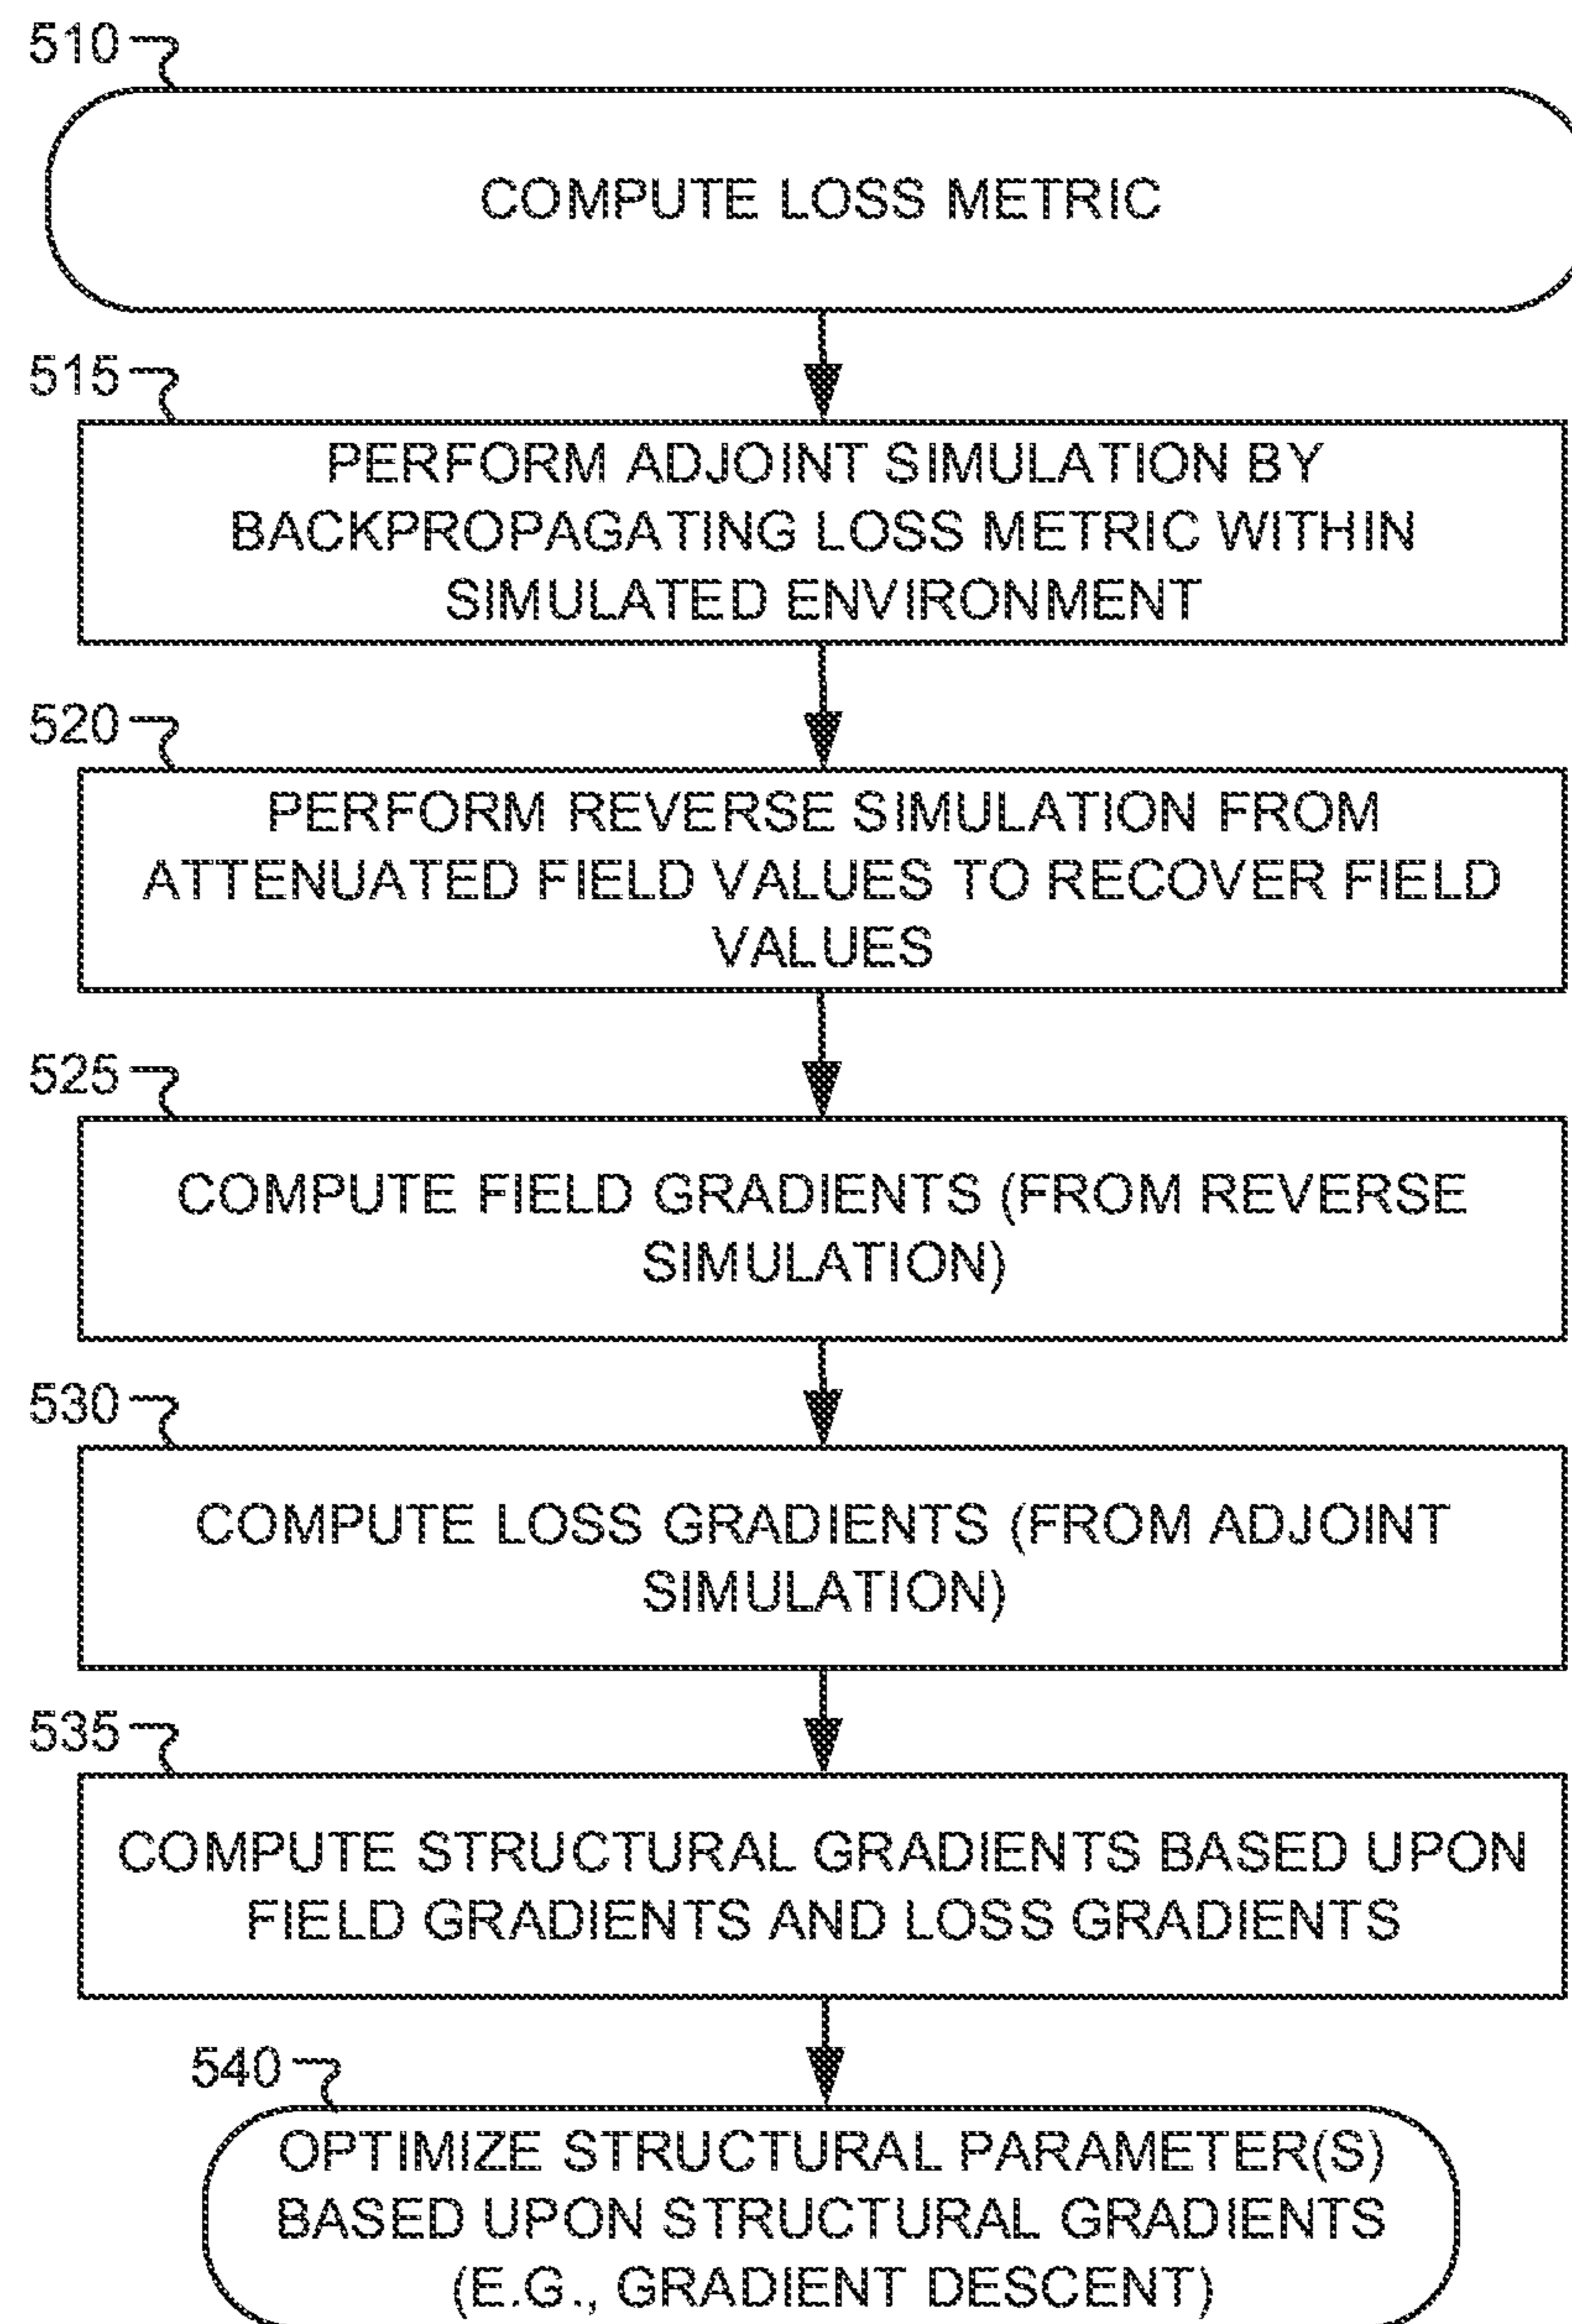 510
COMPUTE LOSS METRIC
515
PERFORM ADJOINT SIMULATION BY
BACKPROPAGATING LOSS METRIC WITHIN
SIMULATED ENVIRONMENT
520
PERFORM REVERSE SIMULATION FROM
ATTENUATED FIELD VALUES TO RECOVER FIELD
VALUES
525
COMPUTE FIELD GRADIENTS (FROM REVERSE
SIMULATION)
530
COMPUTE LOSS GRADIENTS (FROM ADJOINT
SIMULATION)
535
COMPUTE STRUCTURAL GRADIENTS BASED UPON
FIELD GRADIENTS AND LOSS GRADIENTS
540
OPTIMIZE STRUCTURAL PARAMETER(S)
BASED UPON STRUCTURAL GRADIENTS
(E.G., GRADIENT DESCENT)